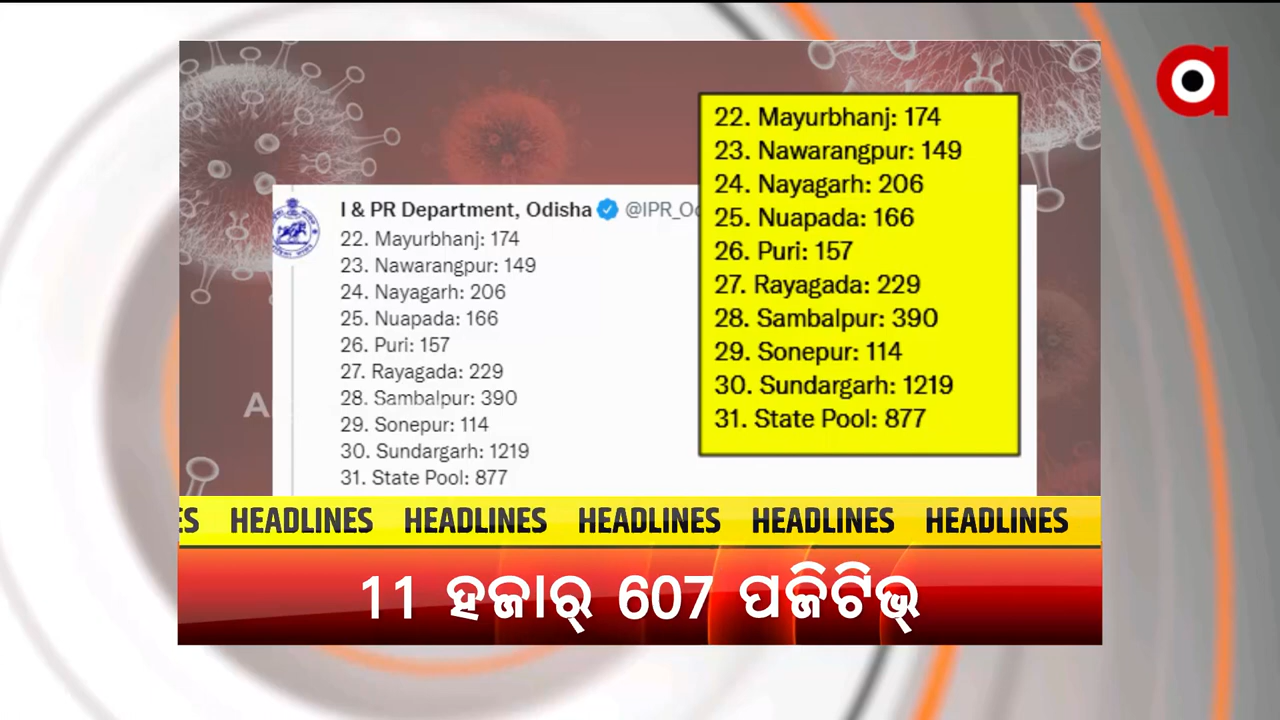 I & PR Department, Odisha
22. Mayurbhanj: 174
23. Nawarangpur: 149
24. Nayagarh: 206
25. Nuapada: 166
26. Puri: 157
27. Rayagada: 229
28. Sambalpur: 390
29. Sonepur: 114
30. Sundargarh: 1219
31. State Pool: 877
22. Mayurbhanj: 174
23. Nawarangpur: 149
24. Nayagarh: 206
25. Nuapada: 166
26. Puri: 157
27. Rayagada: 229
28. Sambalpur: 390
29. Sonepur: 114
30. Sundargarh: 1219
31. State Pool: 877
HEADLINES HEADLINES HEADLINES HEADLINES HEADLINES
11 ହଜାର୍ 607 ପଜିଟିଭ୍